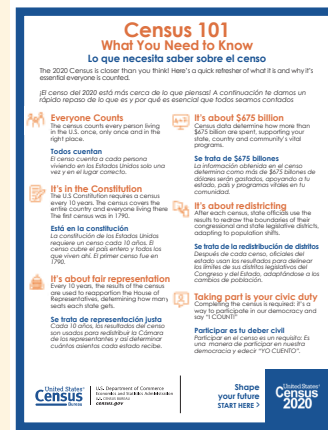 Census 101
What You Need to Know
Lo que necesita saber sobre el censo
The 2020 Census is closer than you think! Here's a quick refresher of what it is and why it's
essential everyone is counted.
¡El censo del 2020 está más cerca de lo que piensa! A continuación te damos un
rápido repaso de lo que es y por qué es esencial que todos seamos contados
Everyone Counts
The census counts every person living
in the U.S. once, only once and in the
right place.
Todos cuentan
El censo cuenta a cada persona
viviendo en los Estados Unidos solo una
vez y en el lugar correcto.
It's in the Constitution
The U.S Constitution requires a census
every 10 years. The census covers the
entire country and everyone living there
The first census was in 1790.
Está en la constitución
La constitución de los Estados Unidos
requiere un censo cada 10 años. El
censo cubre el país entero y todos los
que viven ahí. El primer censo fue en
1790.
It's about fair representation
Every 10 years, the results of the census
are used to reapportion the House of
Representatives, determining how many
seats each state gets.
Se trata de representación justa
Cada 10 años, los resultados del censo
son usados para redistribuir la Cámara
de los representantes y así determinar
cuántos asientos cada estado recibe.
It's about $675 billion
Census data determine how more than
$675 billion are spent, supporting your
state, country and community's vital
programs.
Se trata de $675 billones
La información obtenida en el censo
determina como más de $675 billones de
dólares serán gastados, apoyando a tu
estado, país y programas vitales en tu
comunidad.
It's about redistricting
After each census, state officials use the
results to redraw the boundaries of their
congressional and state legislative districts,
adapting to population shifts.
Se trata de la redistribución de distritos
Después de cada censo, oficiales del
estado usan los resultados para delinear
los límites de sus distritos legislativos del
Congreso y del Estado, adaptándose a los
cambios de población.
Taking part is your civic duty
Completing the census is required: it's a
way to participate in our democracy and
say "I COUNT!"
Participar es tu deber civil
Participar en el censo es un requisito: Es
una manera de participar en nuestra
democracia y edecir "YO CUENTO".
United States®
Census
Bureau
U.S. Department of Commerce
Economics and Statistics Administration
U.S. CENSUS BUREAU
census.gov
Shape
your future
START HERE >
United States®
Census
2020